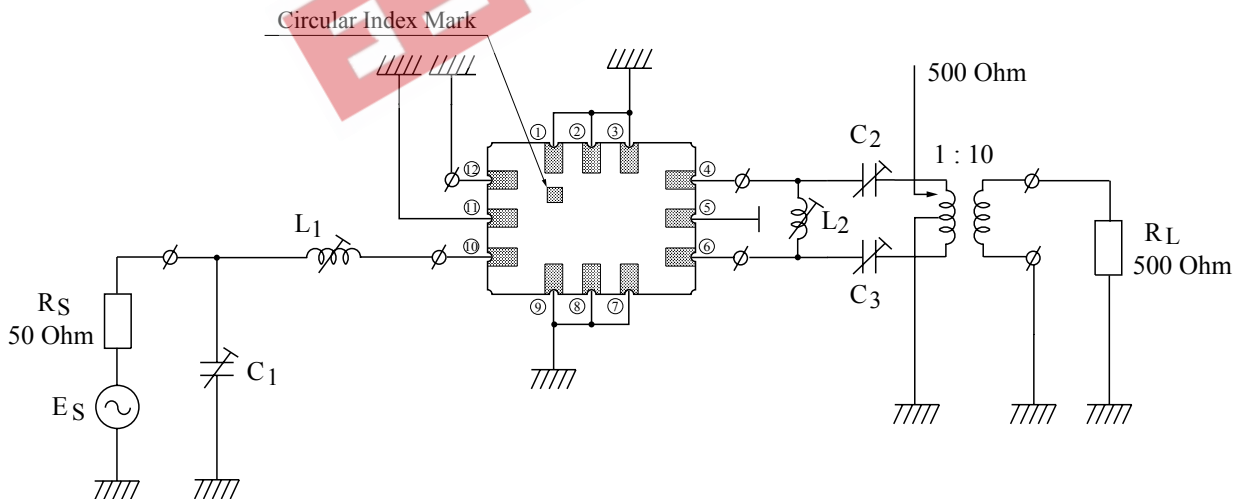 Circular Index Mark
500 Ohm
① ② ③
C2
1 : 10
⑫ ④
⑪ ⑤
L1
L2
⑩ ⑥
RL
500 Ohm
C3
⑨ ⑧ ⑦
RS
50 Ohm
C1
ES